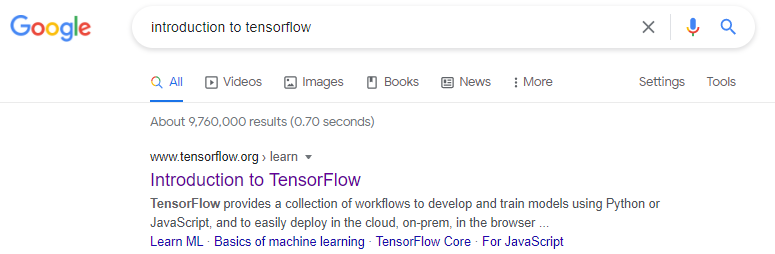 Google introduction to tensorflow
All Videos Images Books News More Settings Tools
About 9,760,000 results (0.70 seconds)
www.tensorflow.org › learn
Introduction to TensorFlow
TensorFlow provides a collection of workflows to develop and train models using Python or
JavaScript, and to easily deploy in the cloud, on-prem, in the browser ...
Learn ML · Basics of machine learning · TensorFlow Core · For JavaScript